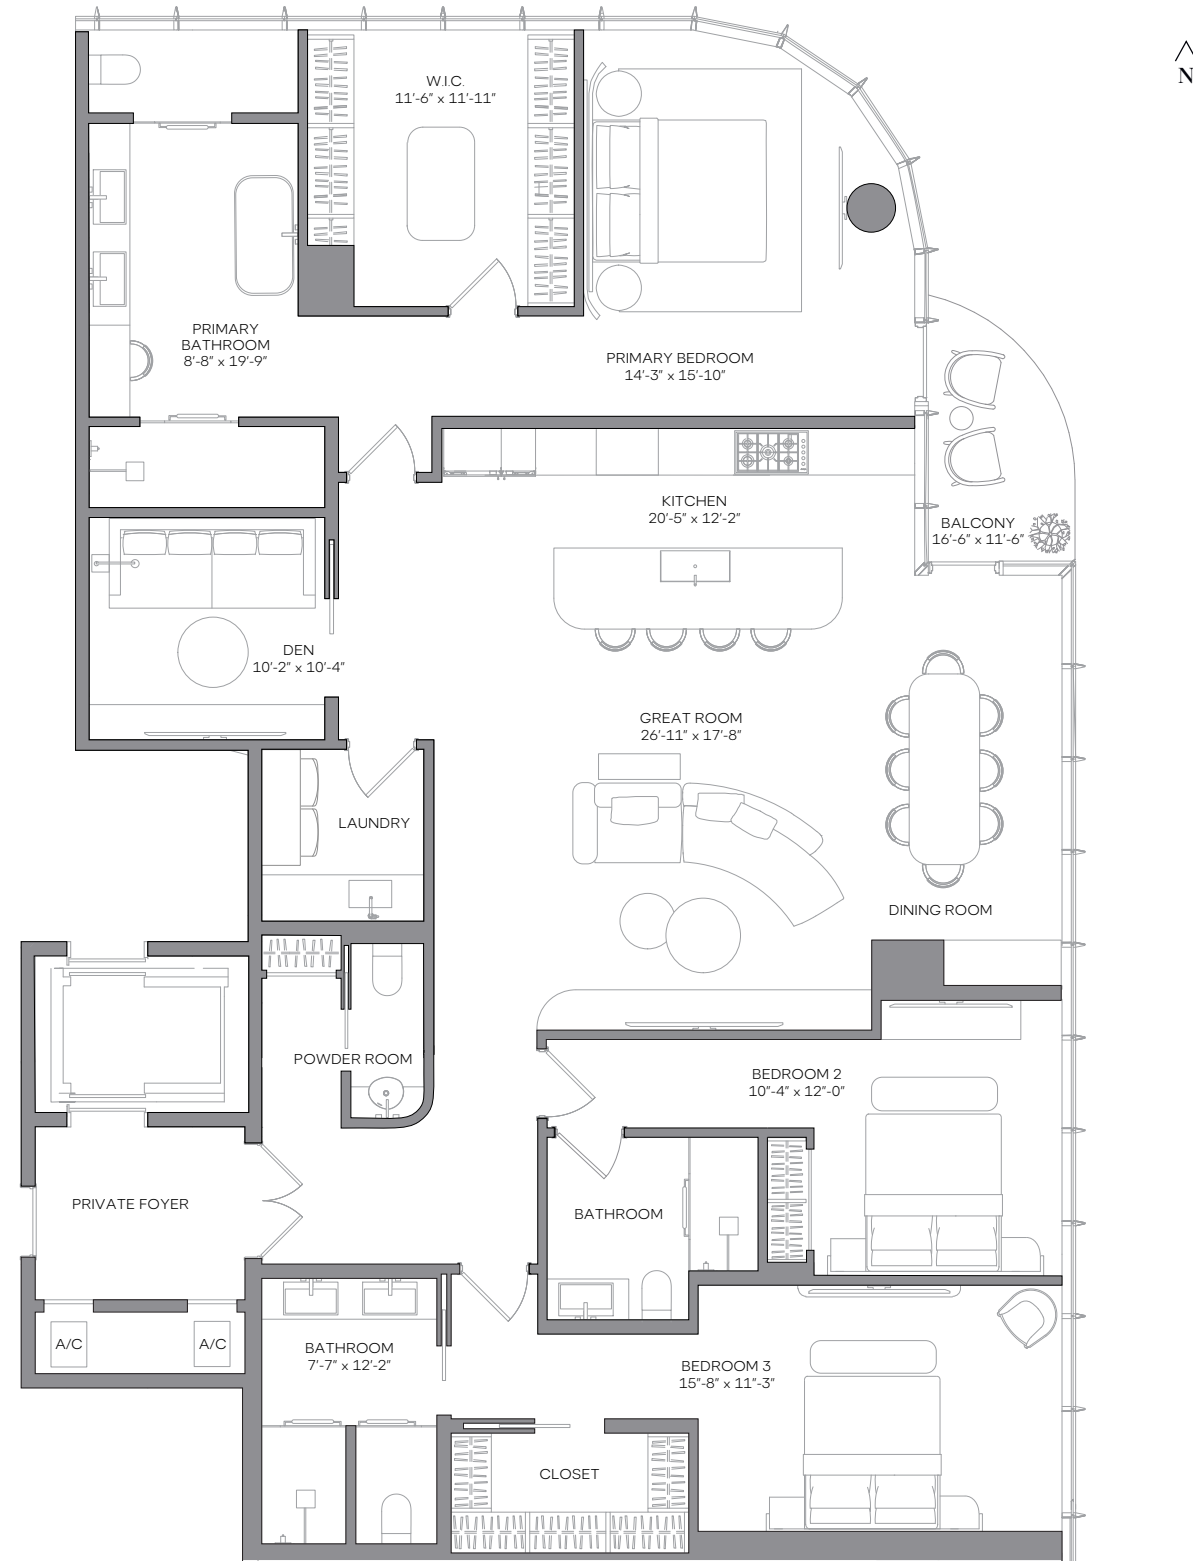 N
W.I.C.
11'-6" x 11'-11"
PRIMARY
BATHROOM
8'-8" x 19'-9"
PRIMARY BEDROOM
14'-3" x 15'-10"
KITCHEN
20'-5" x 12'-2"
BALCONY
16'-6" x 11'-6"
DEN
10'-2" x 10'-4"
GREAT ROOM
26'-11" x 17'-8"
LAUNDRY
DINING ROOM
POWDER ROOM
BEDROOM 2
10"-4" x 12"-0"
PRIVATE FOYER
BATHROOM
A/C
A/C
BATHROOM
7'-7" x 12'-2"
BEDROOM 3
15"-8" x 11"-3"
CLOSET